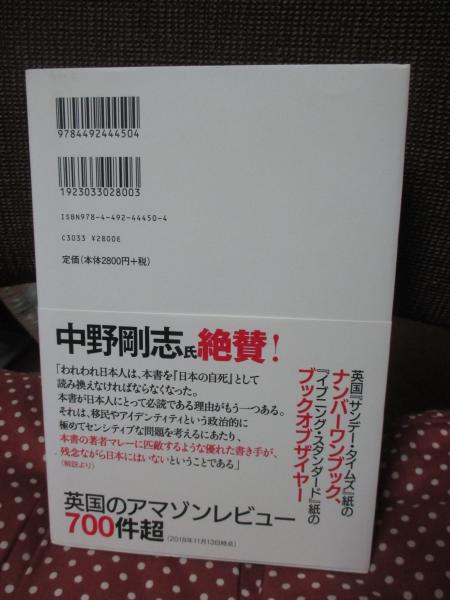 9784492444504
1923033028003
ISBN978-4-492-44450-4
C3033 ¥2800E
定価(本体2800円+税)
中野剛志氏絶賛!
「われわれ日本人は、本書を『日本の自死』として
読み換えなければならなくなった。
本書が日本人にとって必読である理由がもう一つある。
それは、移民やアイデンティティという政治的に
極めてセンシティブな問題を考えるにあたり、
本書の著者マレーに匹敵するような優れた書き手が、
残念ながら日本にはいないということである」
(解説より)
英国『サンデー・タイムズ』紙の
ナンバーワンブック、
『イブニング・スタンダード』紙の
ブックオブザイヤー
英国のアマゾンレビュー
700件超(2018年11月13日時点)